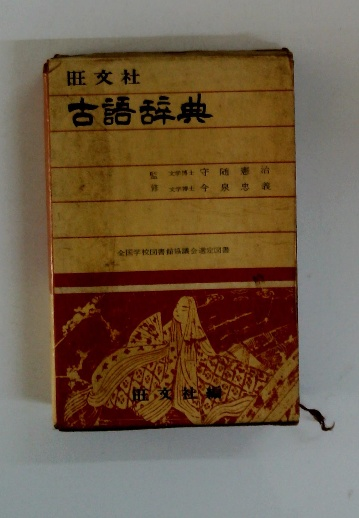 旺文社
古語辞典
監修
文学博士 守随憲治
文学博士 今泉忠義
全国学校図書館協議会選定図書
旺文社編